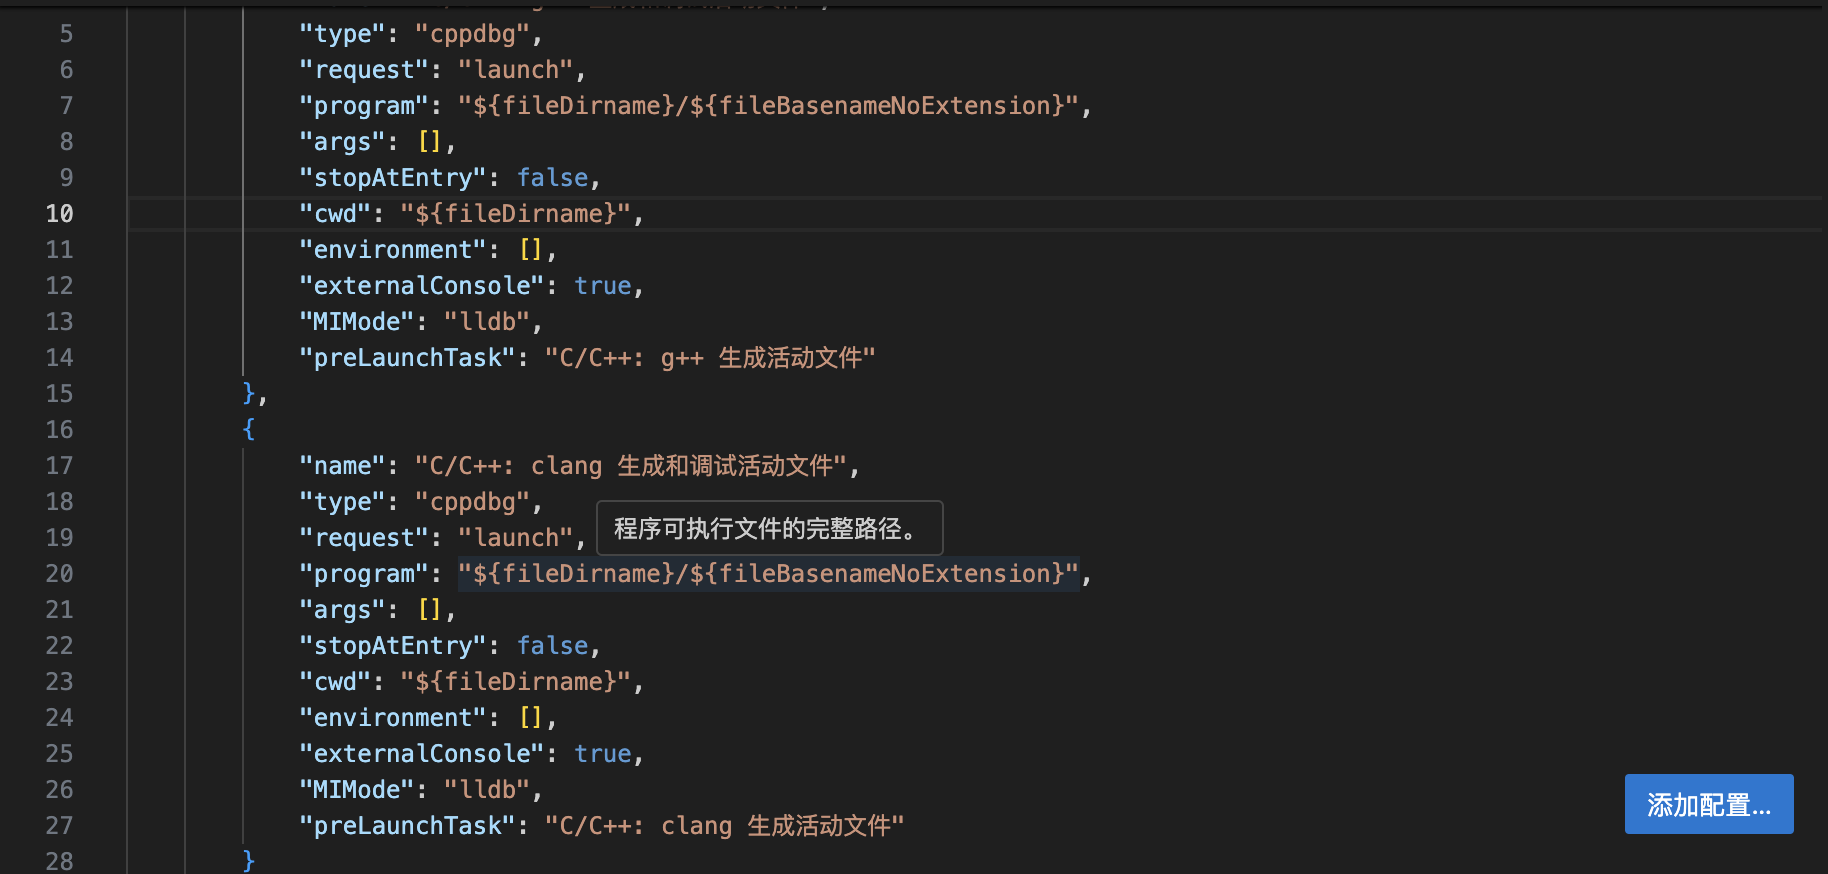 5 "type": "cppdbg",
6 "request": "launch",
7 "program": "${fileDirname}/${fileBasenameNoExtension}",
8 "args": [],
9 "stopAtEntry": false,
10 "cwd": "${fileDirname}",
11 "environment": [],
12 "externalConsole": true,
13 "MIMode": "lldb",
14 "preLaunchTask": "C/C++: g++ 生成活动文件"
15 },
16 {
17 "name": "C/C++: clang 生成和调试活动文件",
18 "type": "cppdbg",
19 "request": "launch",
程序可执行文件的完整路径。
20 "program": "${fileDirname}/${fileBasenameNoExtension}",
21 "args": [],
22 "stopAtEntry": false,
23 "cwd": "${fileDirname}",
24 "environment": [],
25 "externalConsole": true,
26 "MIMode": "lldb",
添加配置...
27 "preLaunchTask": "C/C++: clang 生成活动文件"
28 }